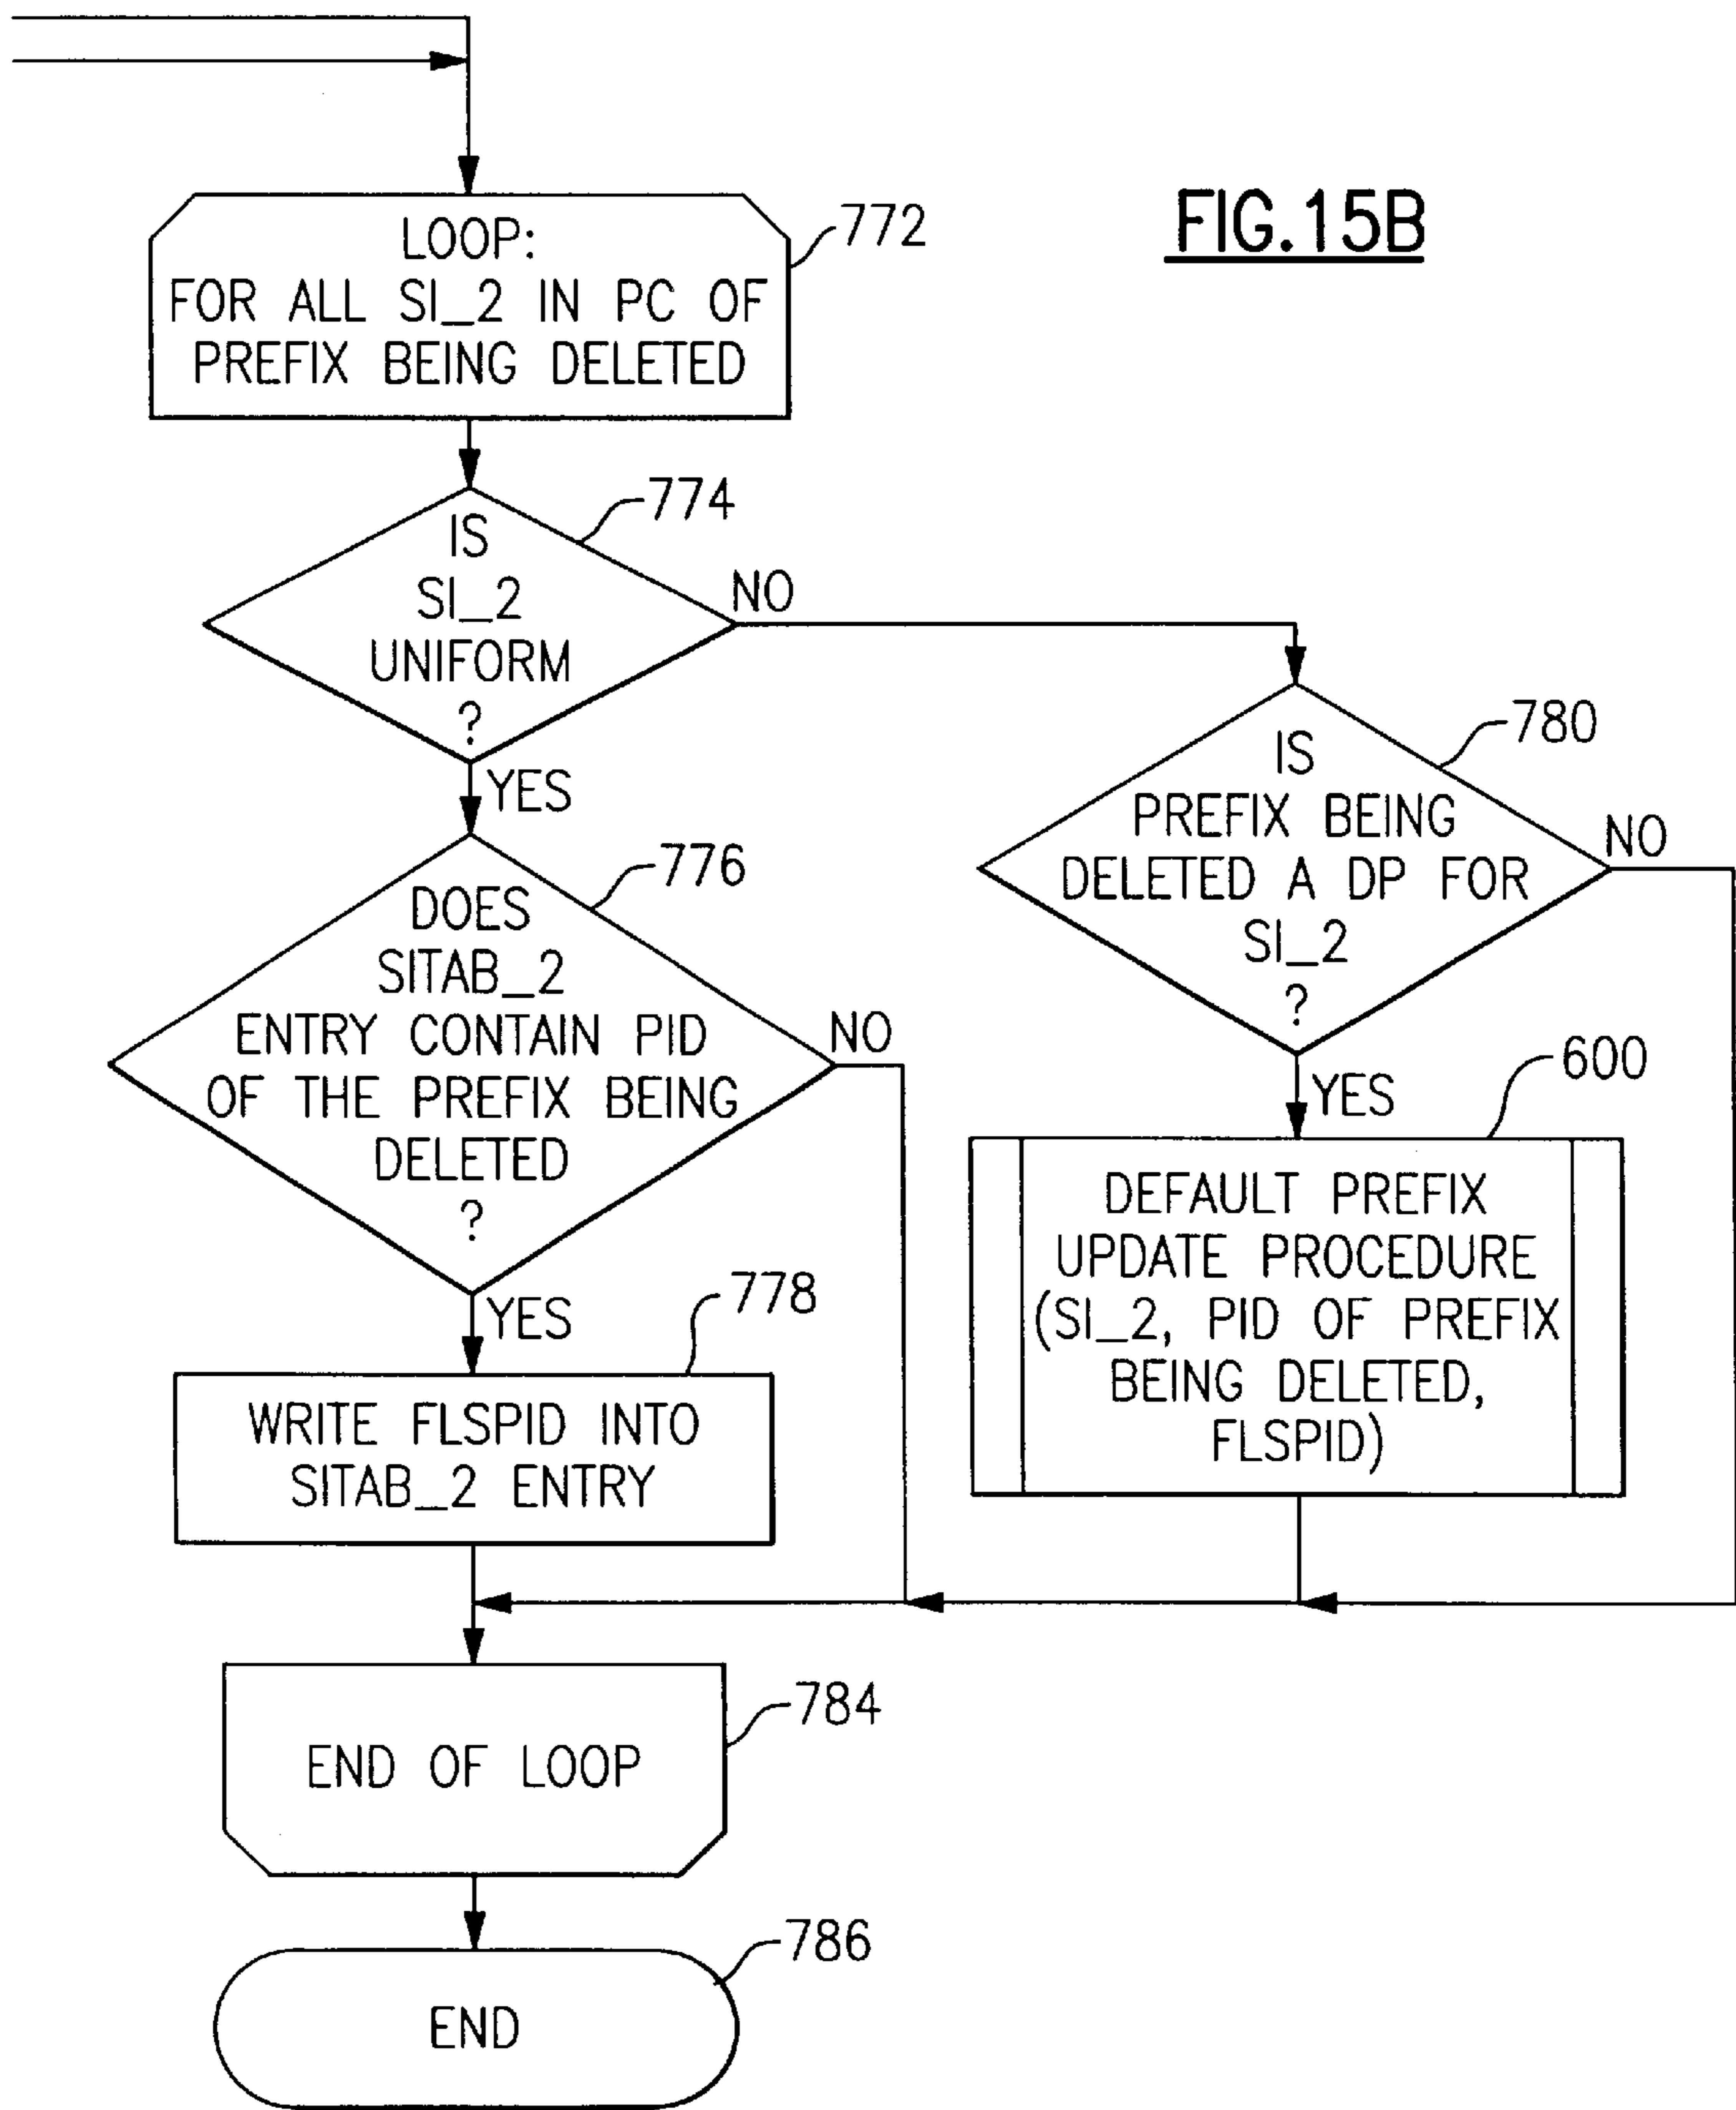 FIG.15B
LOOP:
FOR ALL SI_2 IN PC OF
PREFIX BEING DELETED
772
IS
SI_2
UNIFORM
?
774
NO
YES
DOES
SITAB_2
ENTRY CONTAIN PID
OF THE PREFIX BEING
DELETED
?
776
NO
YES
WRITE FLSPID INTO
SITAB_2 ENTRY
778
IS
PREFIX BEING
DELETED A DP FOR
SI_2
?
780
NO
YES
DEFAULT PREFIX
UPDATE PROCEDURE
(SI_2, PID OF PREFIX
BEING DELETED,
FLSPID)
600
END OF LOOP
784
END
786